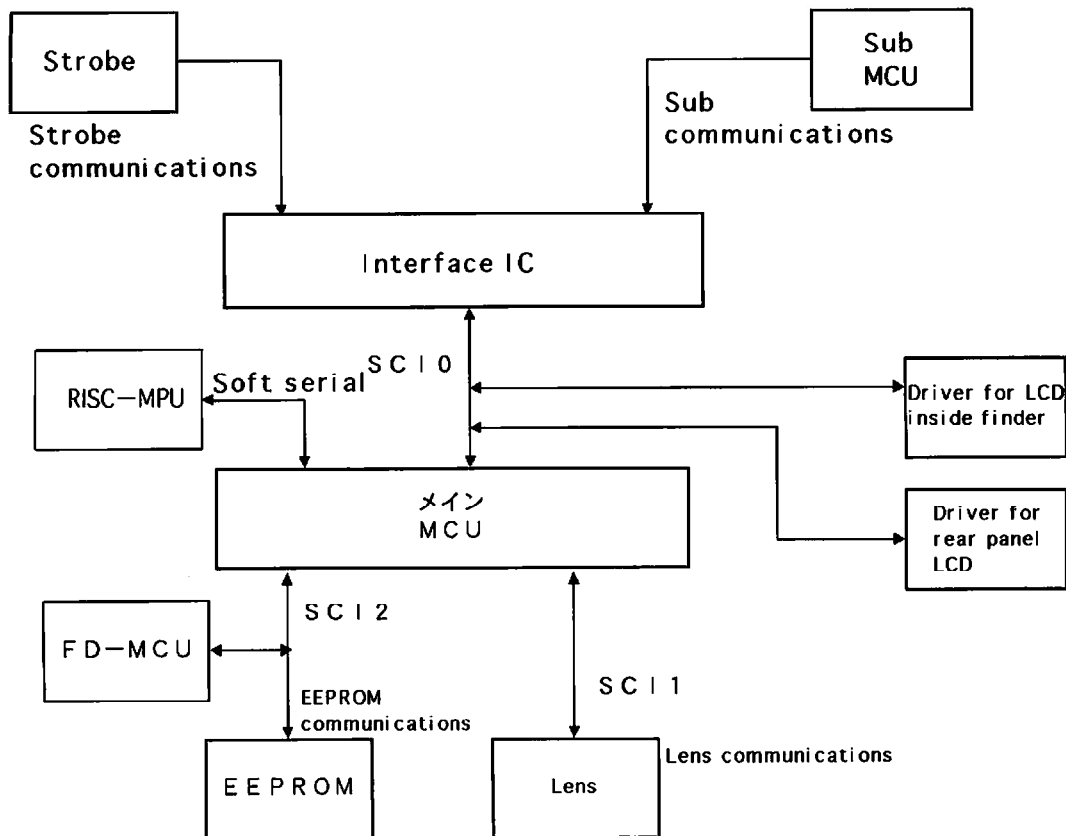 Strobe
Sub
MCU
Strobe
communications
Sub
communications
Interface IC
SCI0
RISC-MPU
Soft serial
Driver for LCD
inside finder
メイン
MCU
Driver for
rear panel
LCD
SCI2
FD-MCU
SCI1
EEPROM
communications
EEPROM
Lens
Lens communications